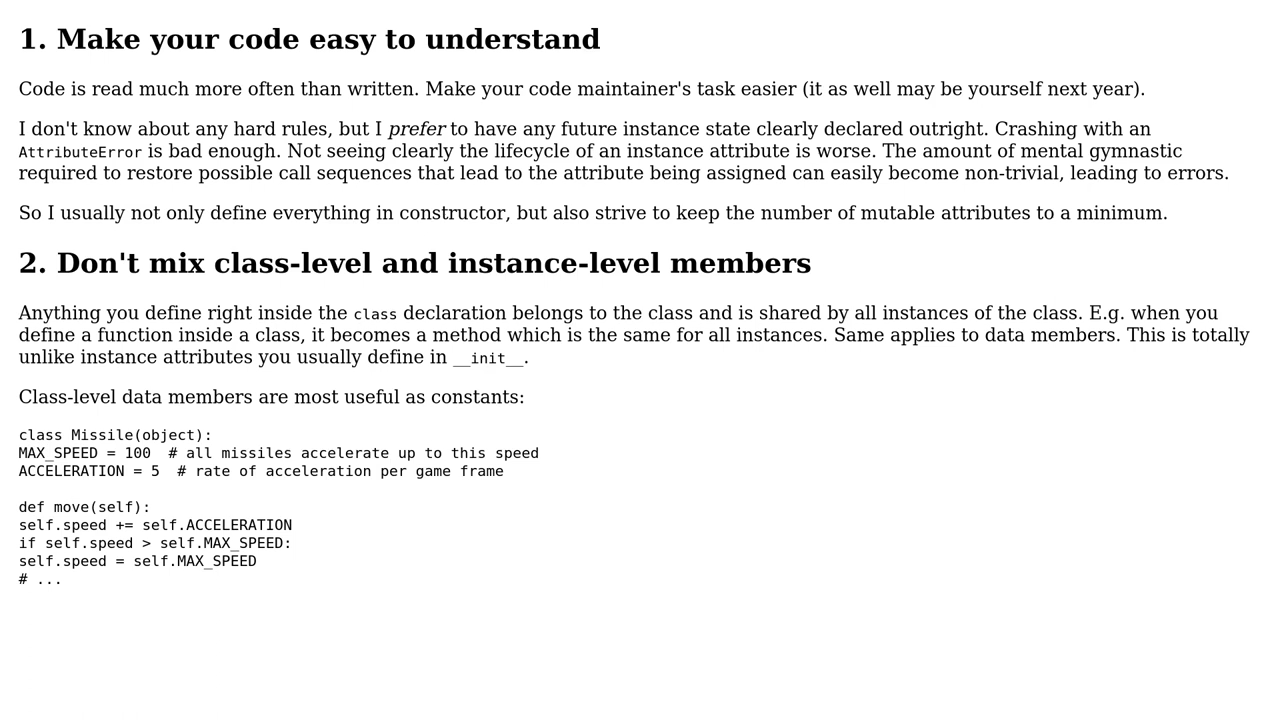 1. Make your code easy to understand
Code is read much more often than written. Make your code maintainer's task easier (it as well may be yourself next year).
I don't know about any hard rules, but I prefer to have any future instance state clearly declared outright. Crashing with an
AttributeError is bad enough. Not seeing clearly the lifecycle of an instance attribute is worse. The amount of mental gymnastic
required to restore possible call sequences that lead to the attribute being assigned can easily become non-trivial, leading to errors.
So I usually not only define everything in constructor, but also strive to keep the number of mutable attributes to a minimum.
2. Don't mix class-level and instance-level members
Anything you define right inside the class declaration belongs to the class and is shared by all instances of the class. E.g. when you
define a function inside a class, it becomes a method which is the same for all instances. Same applies to data members. This is totally
unlike instance attributes you usually define in __init__.
Class-level data members are most useful as constants:
class Missile(object):
MAX_SPEED = 100  # all missiles accelerate up to this speed
ACCELERATION = 5  # rate of acceleration per game frame
def move(self):
self.speed += self.ACCELERATION
if self.speed > self.MAX_SPEED:
self.speed = self.MAX_SPEED
# ...